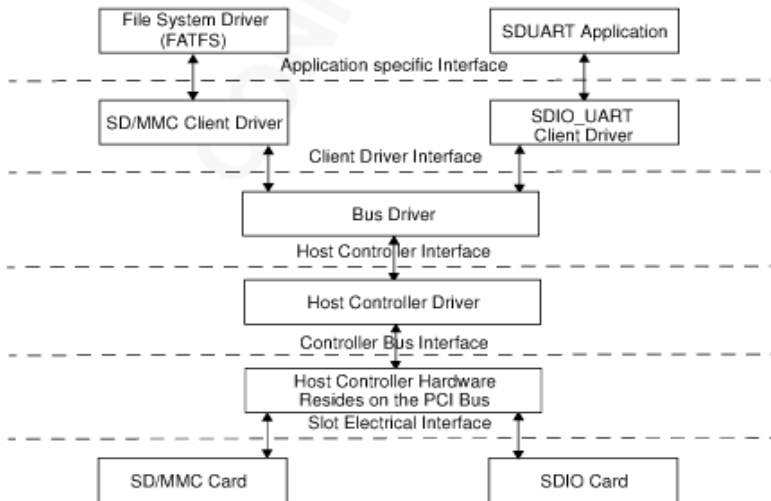 File System Driver
(FATFS)
SDUART Application
Application specific Interface
SD/MMC Client Driver
SDIO_UART
Client Driver
Client Driver Interface
Bus Driver
Host Controller Interface
Host Controller Driver
Controller Bus Interface
Host Controller Hardware
Resides on the PCI Bus
Slot Electrical Interface
SD/MMC Card
SDIO Card